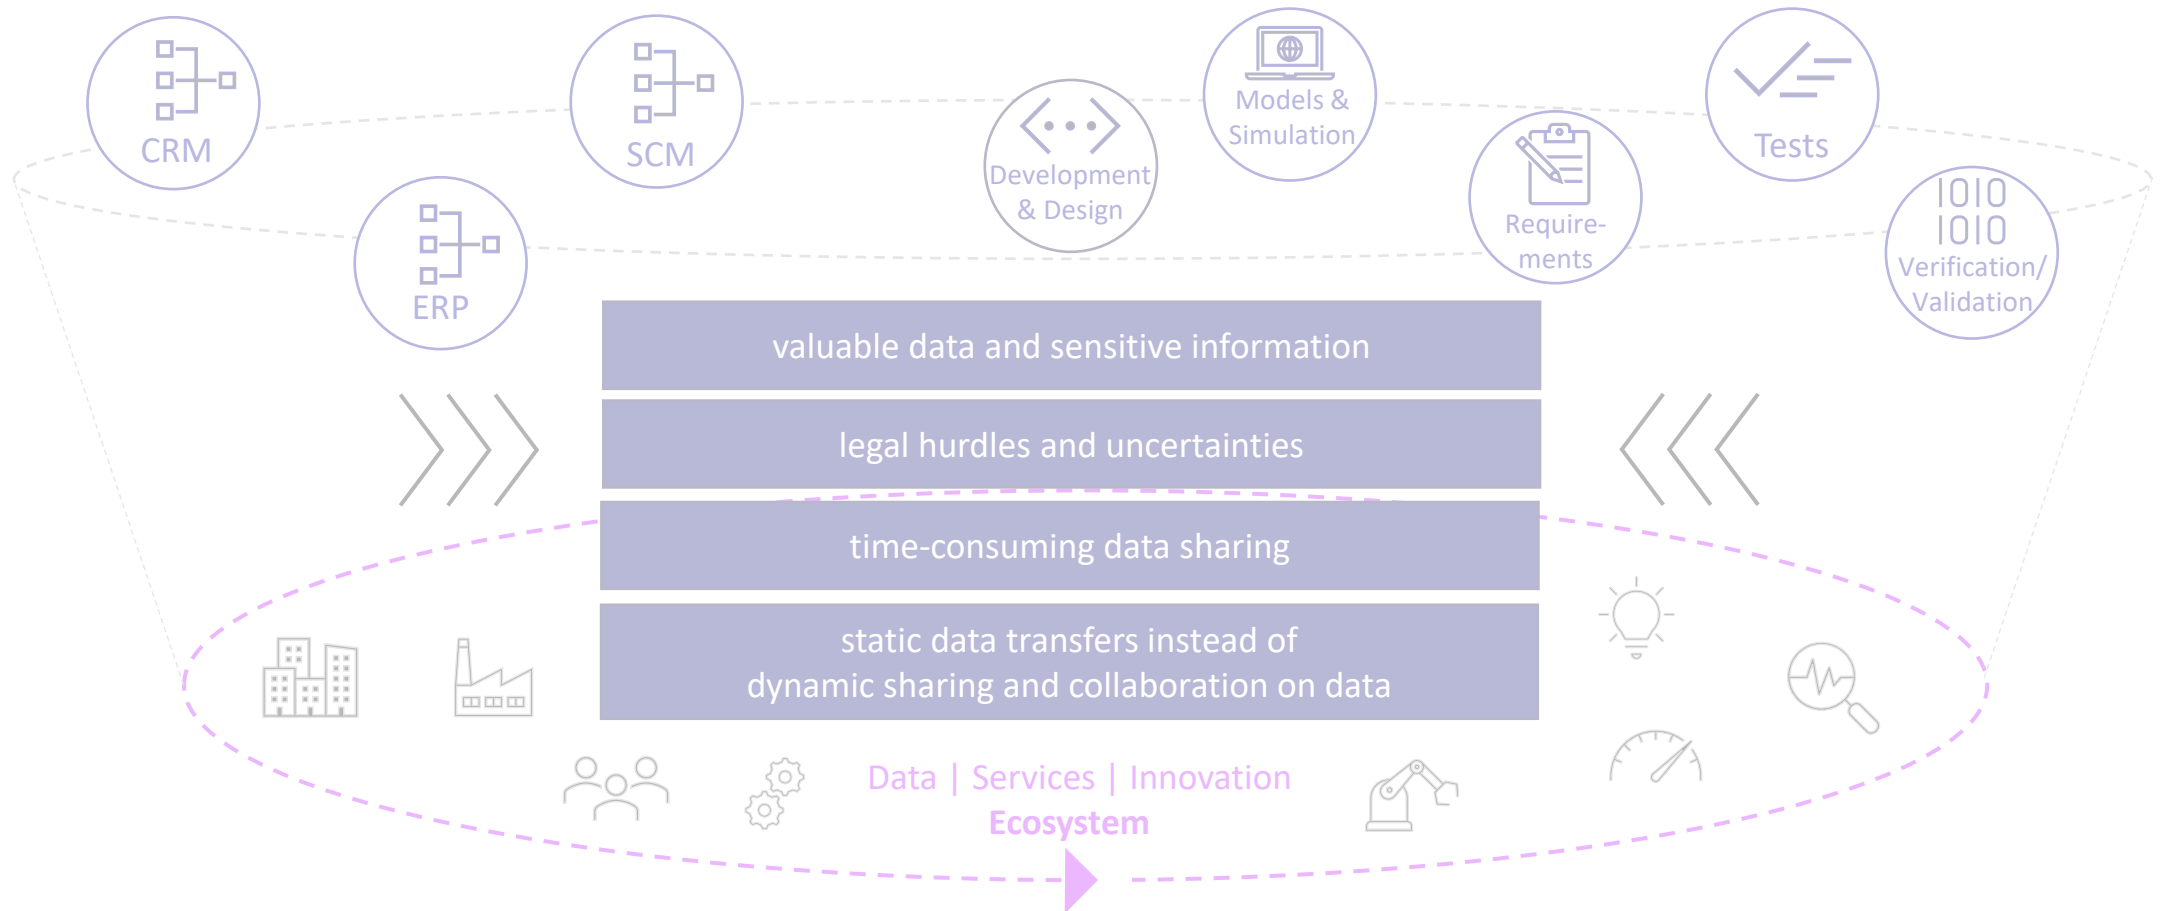 CRM
SCM
ERP
Development
& Design
Models &
Simulation
Require-
ments
Tests
IOIO
IOIO
Verification/
Validation
valuable data and sensitive information
legal hurdles and uncertainties
time-consuming data sharing
static data transfers instead of
dynamic sharing and collaboration on data
Data | Services | Innovation
Ecosystem